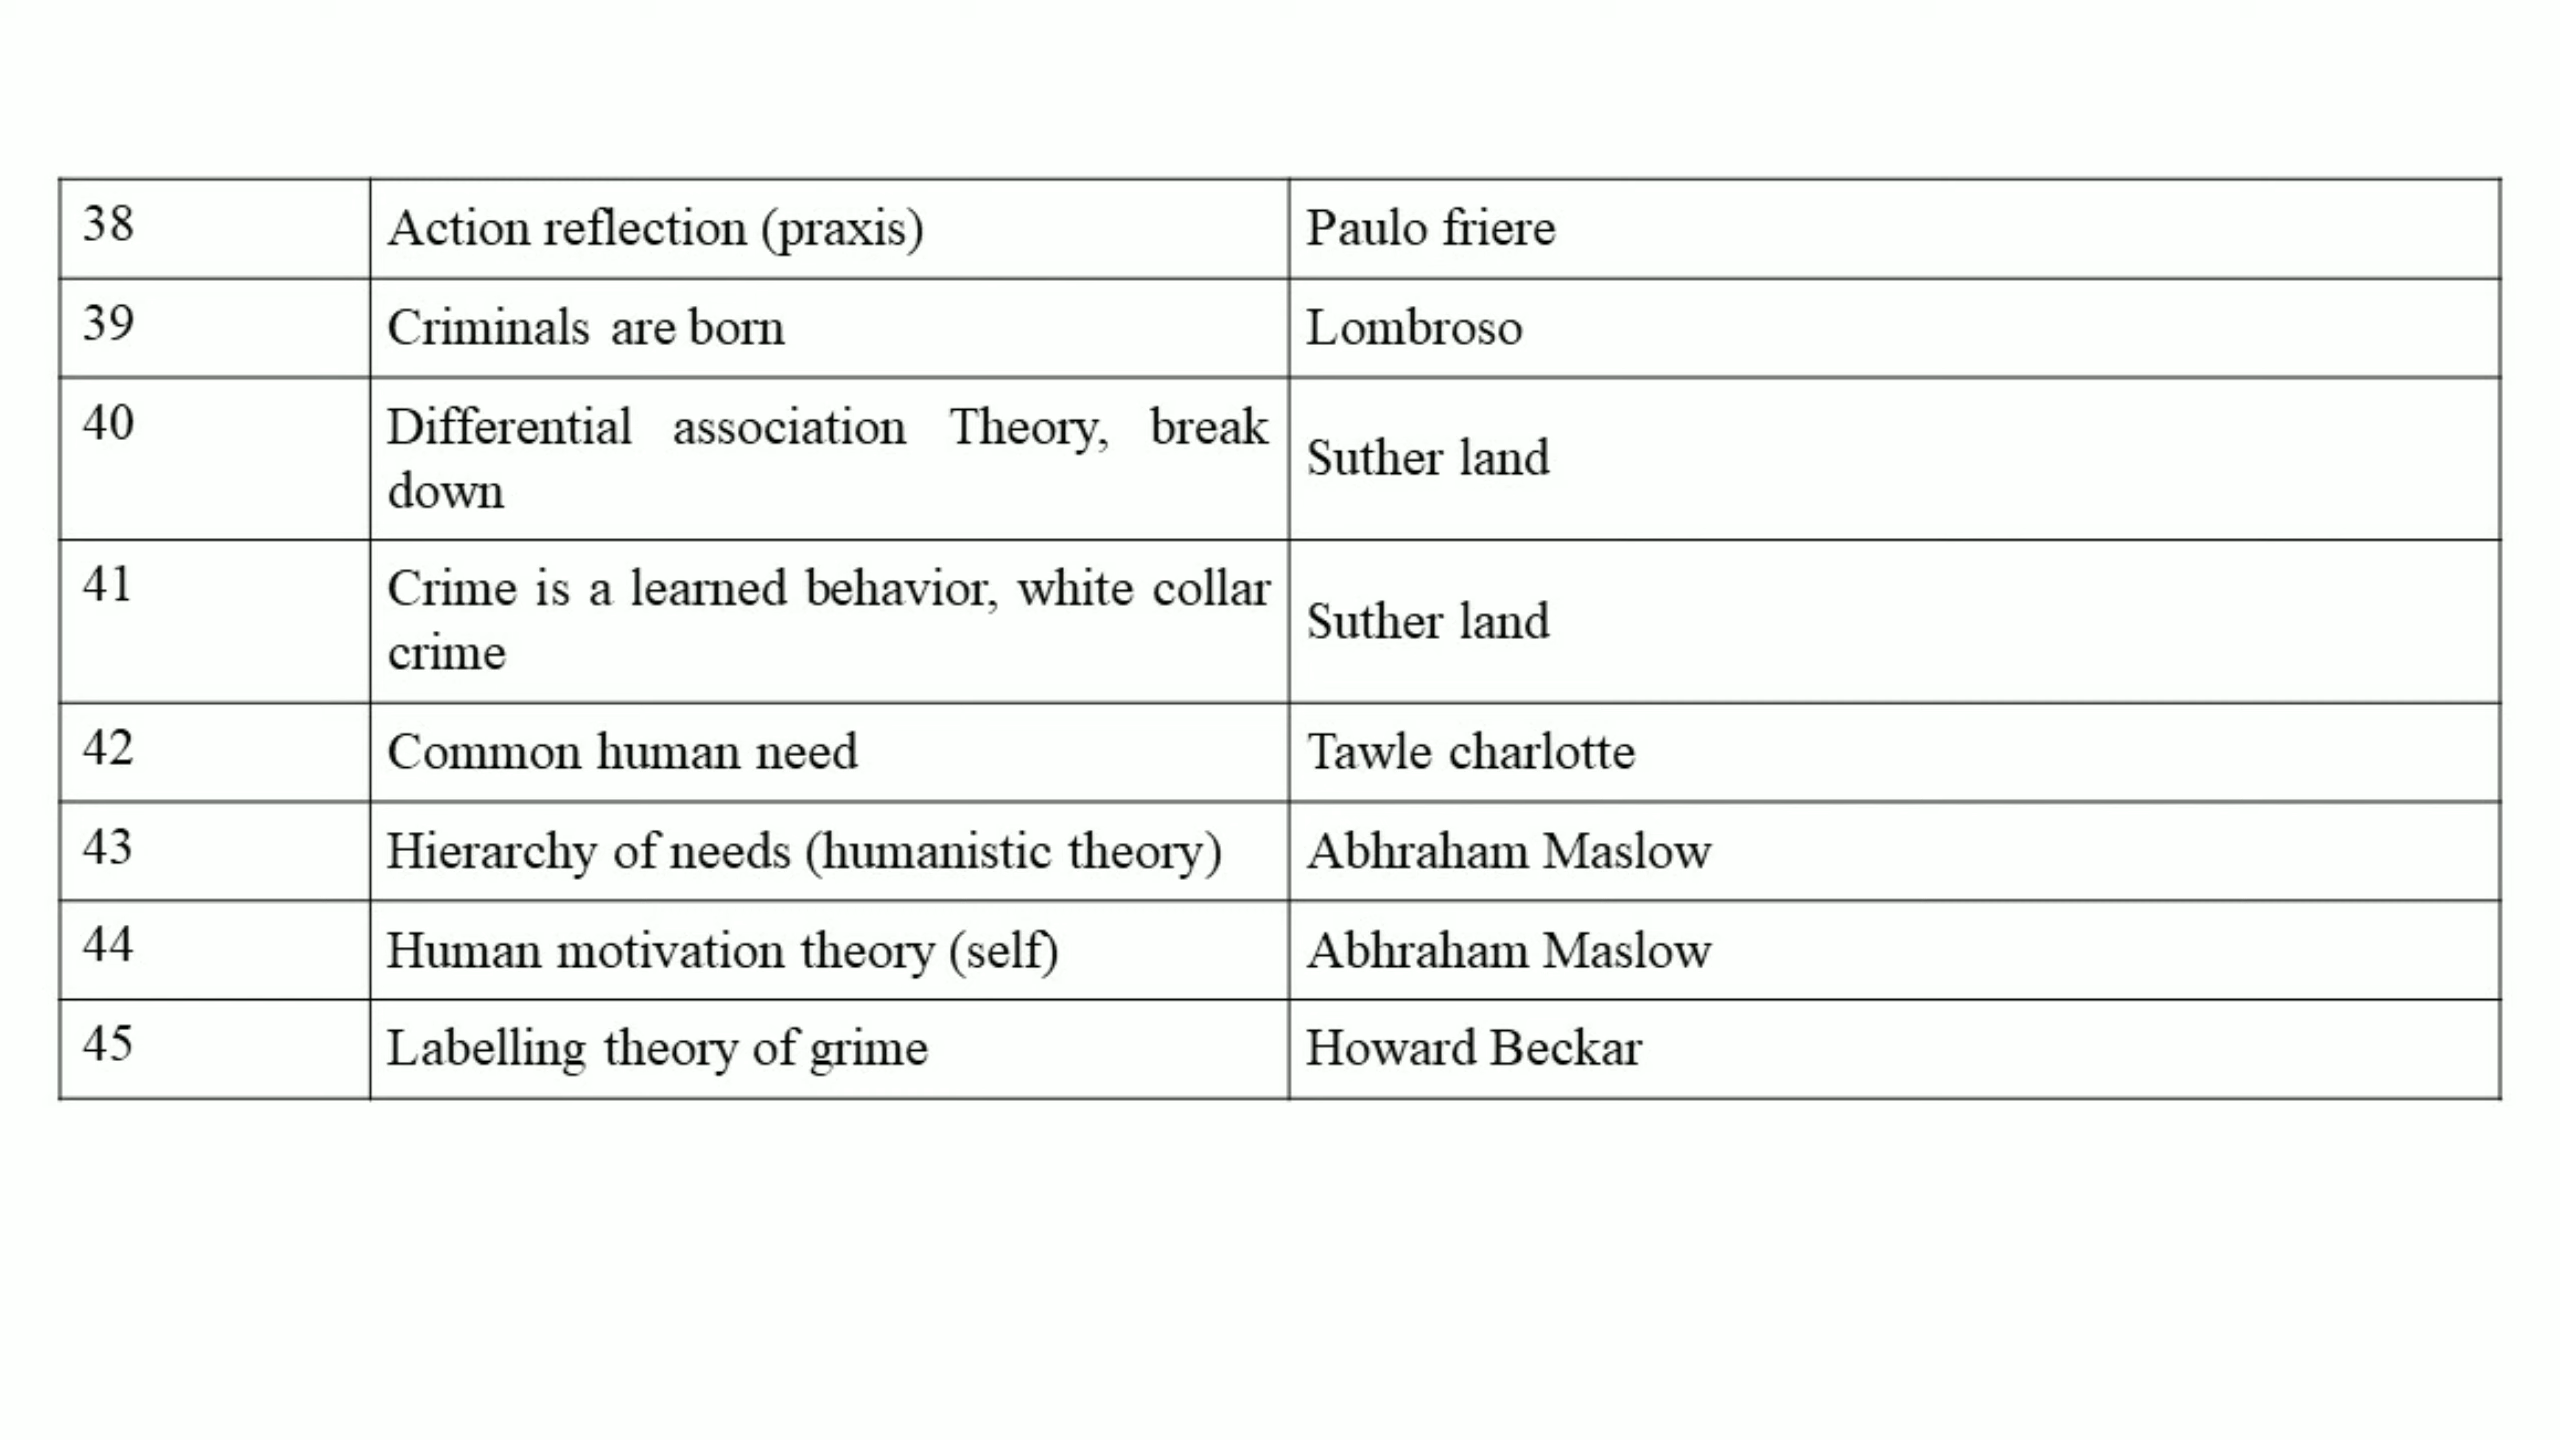 38 Action reflection (praxis) Paulo friere
39 Criminals are born Lombroso
40 Differential association Theory, break
down
Suther land
41 Crime is a learned behavior, white collar
crime
Suther land
42 Common human need Tawle charlotte
43 Hierarchy of needs (humanistic theory) Abhraham Maslow
44 Human motivation theory (self) Abhraham Maslow
45 Labelling theory of grime Howard Beckar